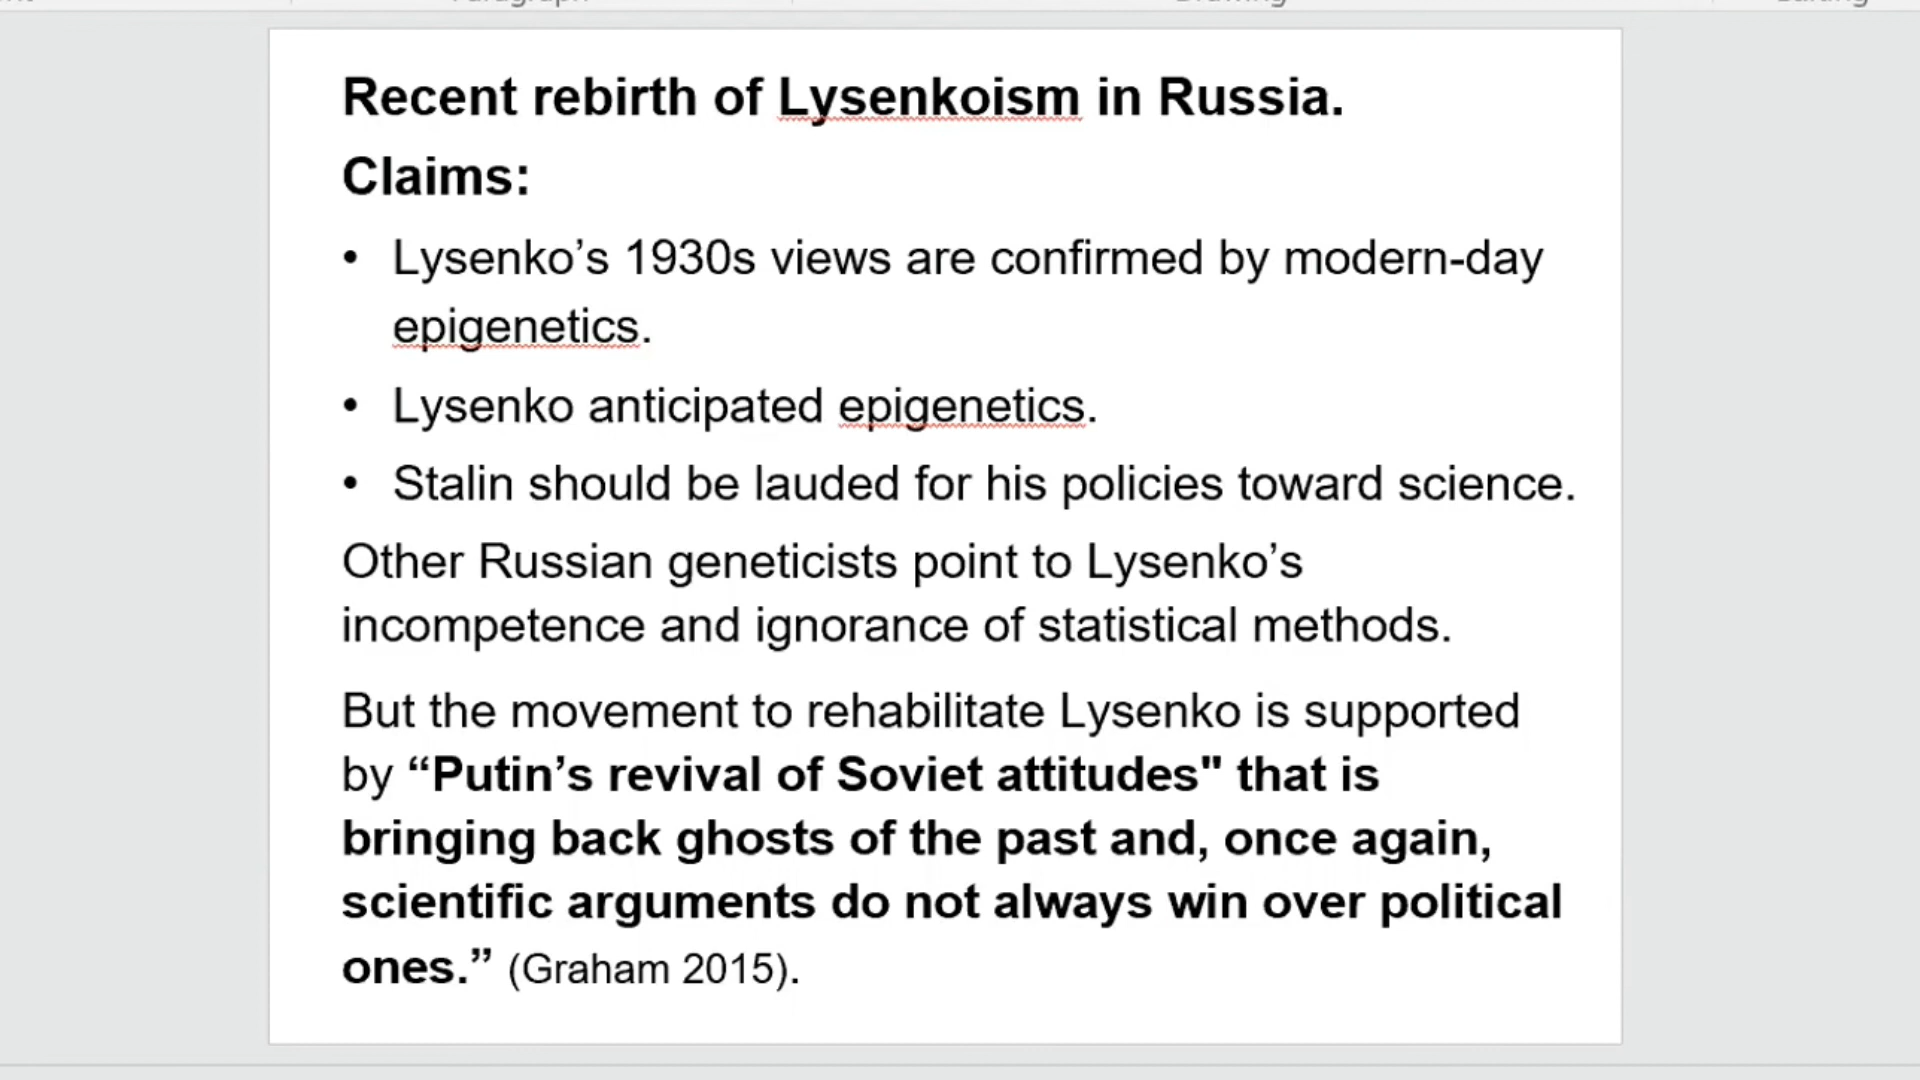 Recent rebirth of Lysenkoism in Russia.
Claims:
• Lysenko’s 1930s views are confirmed by modern-day
epigenetics.
• Lysenko anticipated epigenetics.
• Stalin should be lauded for his policies toward science.
Other Russian geneticists point to Lysenko’s
incompetence and ignorance of statistical methods.
But the movement to rehabilitate Lysenko is supported
by “Putin’s revival of Soviet attitudes" that is
bringing back ghosts of the past and, once again,
scientific arguments do not always win over political
ones.” (Graham 2015).